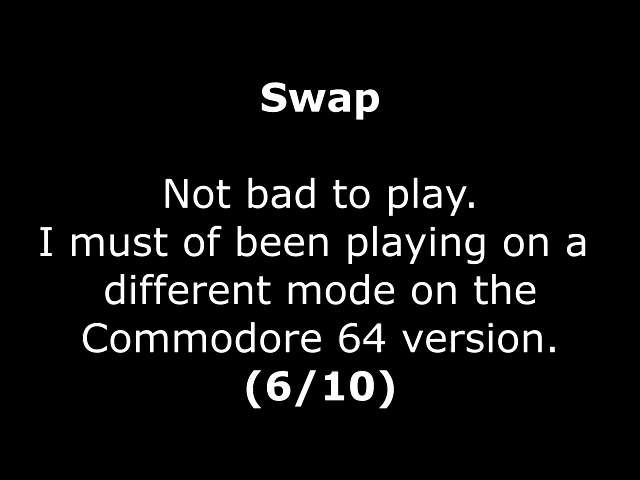 Swap
Not bad to play.
I must of been playing on a
different mode on the
Commodore 64 version.
(6/10)